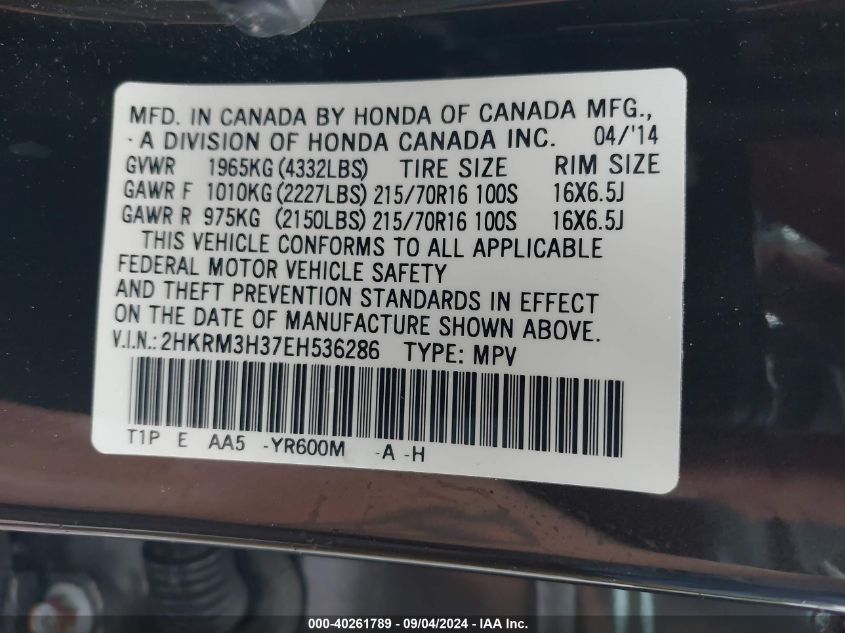 MFD. IN CANADA BY HONDA OF CANADA MFG.,
- A DIVISION OF HONDA CANADA INC. 04/'14
GVWR 1965KG (4332LBS) TIRE SIZE RIM SIZE
GAWR F 1010KG (2227LBS) 215/70R16 100S 16X6.5J
GAWR R 975KG (2150LBS) 215/70R16 100S 16X6.5J
THIS VEHICLE CONFORMS TO ALL APPLICABLE
FEDERAL MOTOR VEHICLE SAFETY
AND THEFT PREVENTION STANDARDS IN EFFECT
ON THE DATE OF MANUFACTURE SHOWN ABOVE.
V.I.N.: 2HKRM3H37EH536286 TYPE: MPV
T1P E AA5 -YR600M -A -H
000-40261789 - 09/04/2024 - IAA Inc.